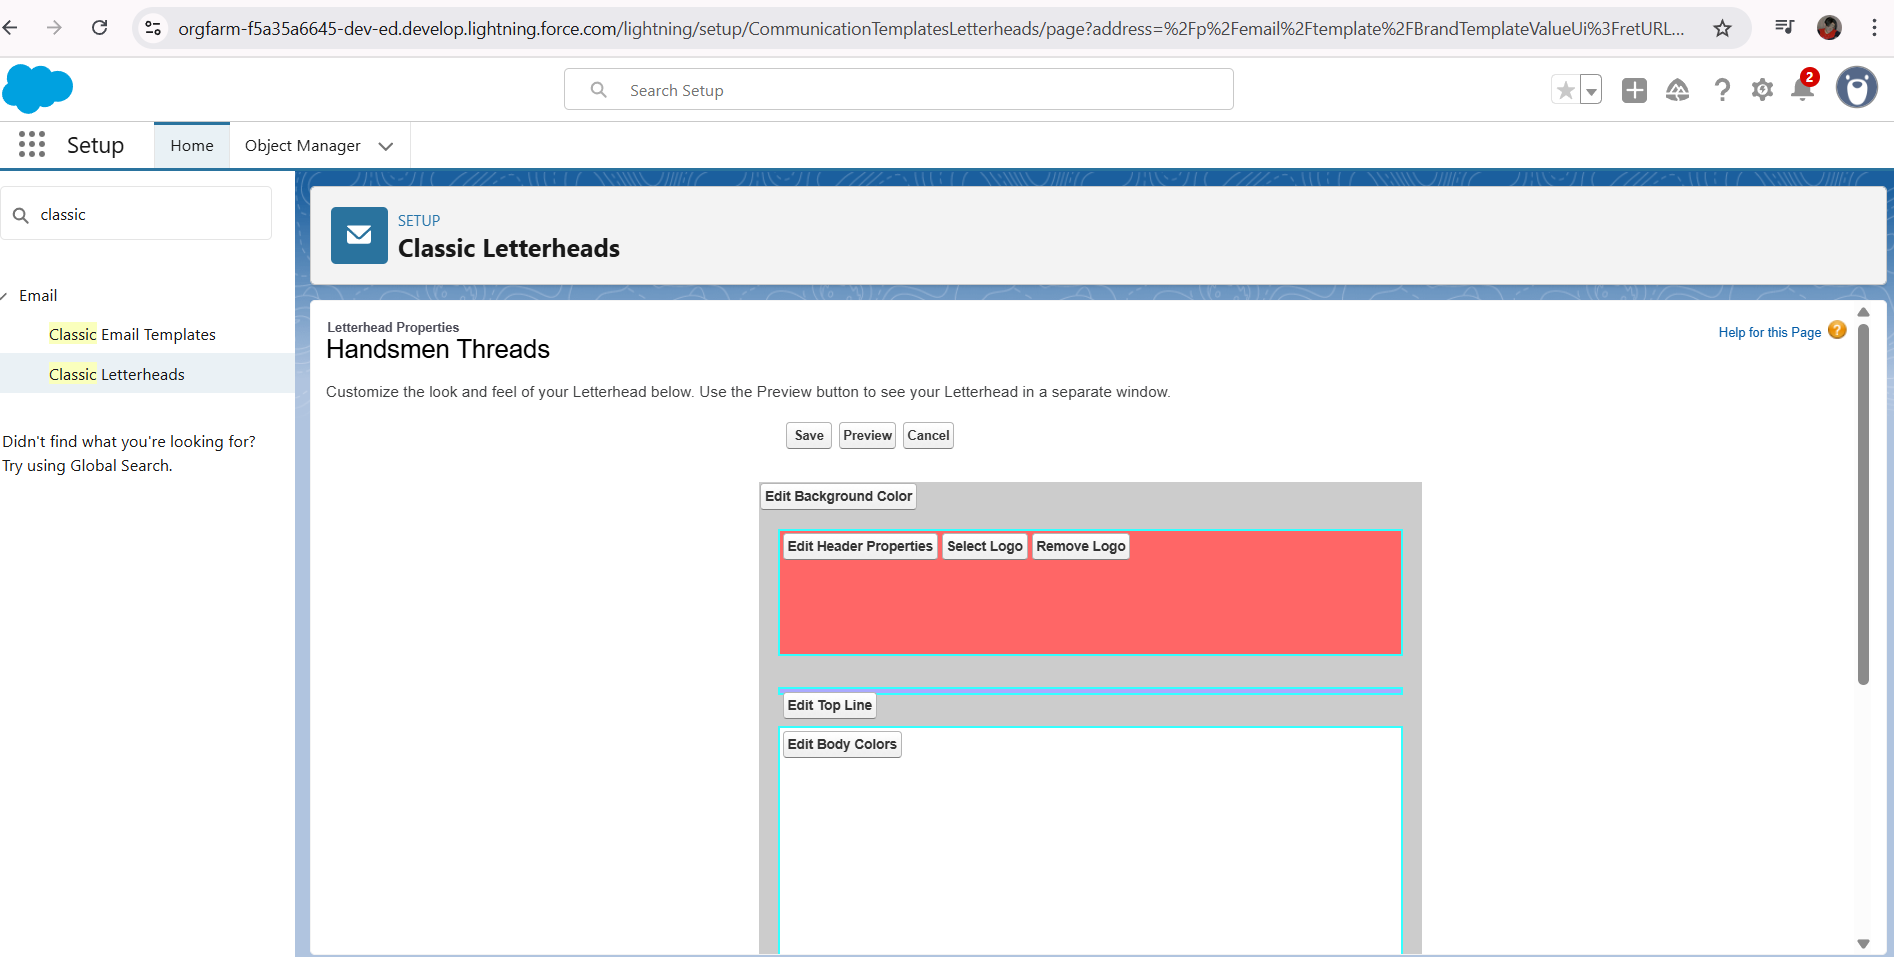 orgfarm-f5a35a6645-dev-ed.develop.lightning.force.com/lightning/setup/CommunicationTemplatesLetterheads/page?address=%2Fp%2Femail%2Ftemplate%2FBrandTemplateValueUi%3FretURL...
Search Setup
2
Setup
Home
Object Manager
classic
SETUP
Classic Letterheads
Email
Classic Email Templates
Classic Letterheads
Didn't find what you're looking for?
Try using Global Search.
Letterhead Properties
Handsmen Threads
Help for this Page ?
Customize the look and feel of your Letterhead below. Use the Preview button to see your Letterhead in a separate window.
Save Preview Cancel
Edit Background Color
Edit Header Properties Select Logo Remove Logo
Edit Top Line
Edit Body Colors